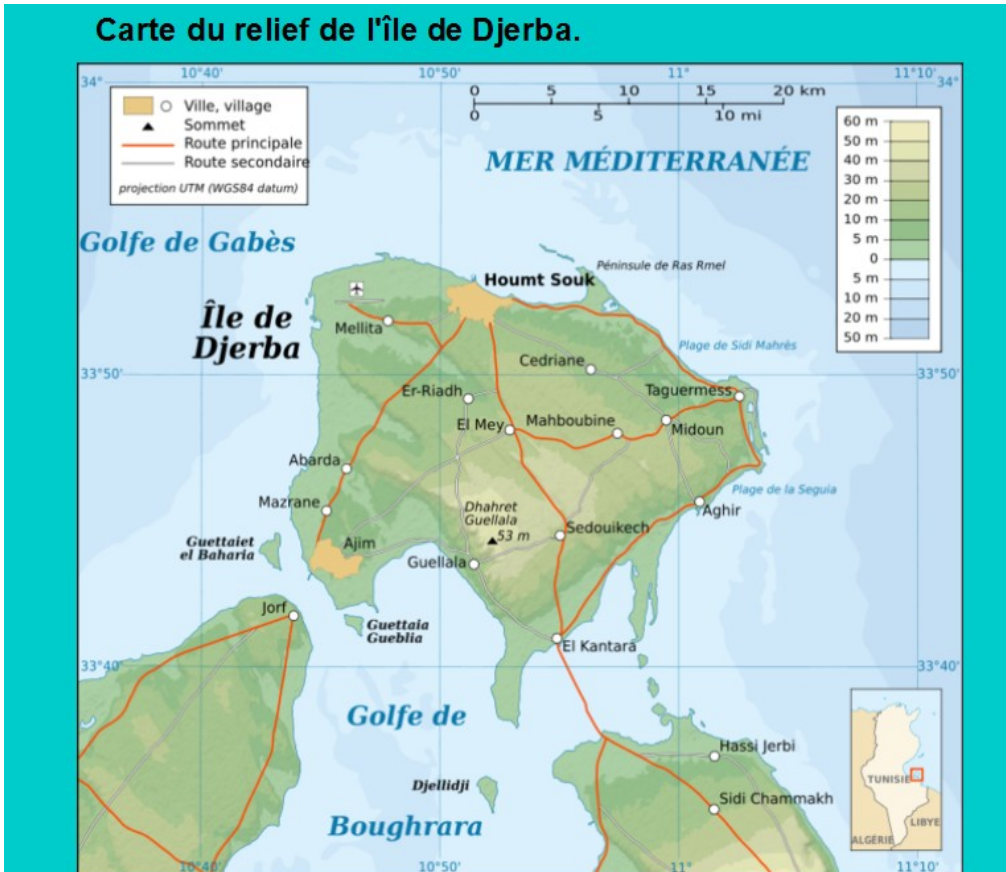 Carte du relief de l'île de Djerba.
10°40'
10°50'
11°
11°10'
34°
34°
Ville, village
Sommet
Route principale
Route secondaire
projection UTM (WGS84 datum)
0 5 10 15 20 km
0 5 10 mi
60 m
50 m
40 m
30 m
20 m
10 m
5 m
0
5 m
10 m
20 m
50 m
MER MÉDITERRANÉE
Golfe de Gabès
Péninsule de Ras Rmel
Houmt Souk
Île de
Djerba
Mellita
Plage de Sidi Mahrès
Cedriane
33°50'
33°50'
Er-Riadh
Taguermess
El Mey
Mahboubine
Midoun
Abarda
Plage de la Seguia
Mazrane
Aghir
Dhahret
Guellala
53 m
Sedouikech
Guettaiet
el Baharia
Ajim
Guellala
Jorf
Guettaia
Gueblia
El Kantara
33°40'
33°40'
Golfe de
Boughrara
Hassi Jerbi
Djellidji
Sidi Chammakh
TUNISIE
LIBYE
ALGÉRIE
10°40'
10°50'
11°
11°10'